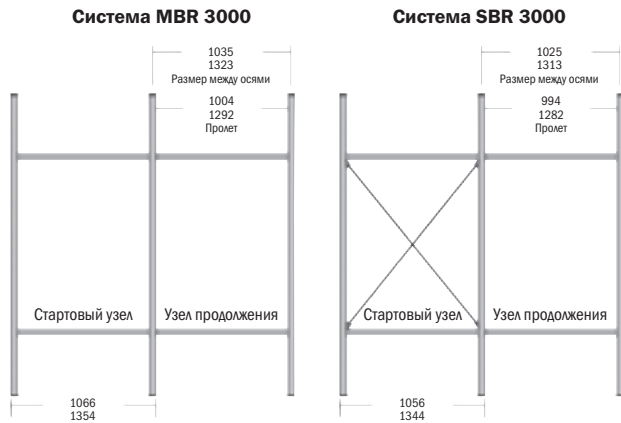 Система MBR 3000
1035
1323
Размер между осями
1004
1292
Пролет
Стартовый узел
Узел продолжения
1066
1354
Система SBR 3000
1025
1313
Размер между осями
994
1282
Пролет
Стартовый узел
Узел продолжения
1056
1344